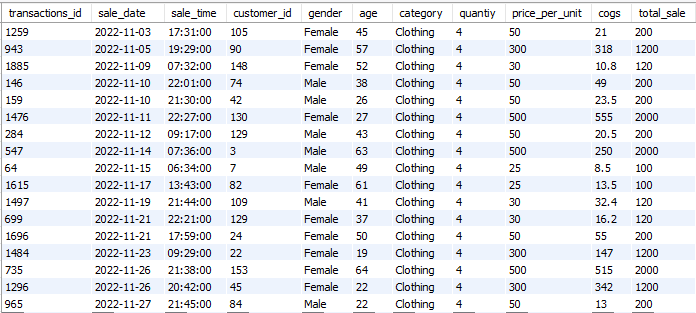 transactions_id sale_date sale_time customer_id gender age category quantiy price_per_unit cogs total_sale
1259 2022-11-03 17:31:00 105 Female 45 Clothing 4 50 21 200
943 2022-11-05 19:29:00 90 Female 57 Clothing 4 300 318 1200
1885 2022-11-09 07:32:00 148 Female 52 Clothing 4 30 10.8 120
146 2022-11-10 22:01:00 74 Male 38 Clothing 4 50 49 200
159 2022-11-10 21:30:00 42 Male 26 Clothing 4 50 23.5 200
1476 2022-11-11 22:27:00 130 Female 27 Clothing 4 500 555 2000
284 2022-11-12 09:17:00 129 Male 43 Clothing 4 50 20.5 200
547 2022-11-14 07:36:00 3 Male 63 Clothing 4 500 250 2000
64 2022-11-15 06:34:00 7 Male 49 Clothing 4 25 8.5 100
1615 2022-11-17 13:43:00 82 Female 61 Clothing 4 25 13.5 100
1497 2022-11-19 21:44:00 109 Male 41 Clothing 4 30 32.4 120
699 2022-11-21 22:21:00 129 Female 37 Clothing 4 30 16.2 120
1696 2022-11-21 17:59:00 24 Female 50 Clothing 4 50 55 200
1484 2022-11-23 09:29:00 22 Female 19 Clothing 4 300 147 1200
735 2022-11-26 21:38:00 153 Female 64 Clothing 4 500 515 2000
1296 2022-11-26 20:42:00 45 Female 22 Clothing 4 300 342 1200
965 2022-11-27 21:45:00 84 Male 22 Clothing 4 50 13 200